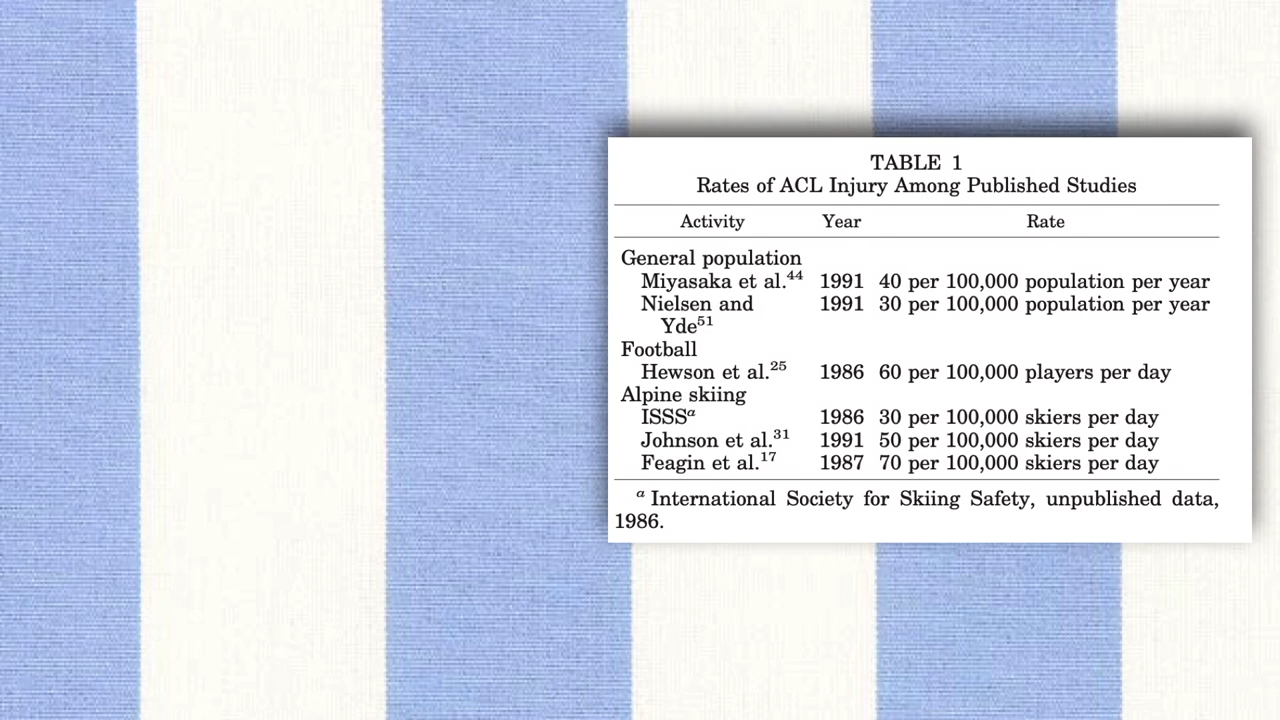 TABLE 1
Rates of ACL Injury Among Published Studies
Activity Year Rate
General population
Miyasaka et al.44 1991 40 per 100,000 population per year
Nielsen and 1991 30 per 100,000 population per year
Yde51
Football
Hewson et al.25 1986 60 per 100,000 players per day
Alpine skiing
ISSSa 1986 30 per 100,000 skiers per day
Johnson et al.31 1991 50 per 100,000 skiers per day
Feagin et al.17 1987 70 per 100,000 skiers per day
a International Society for Skiing Safety, unpublished data,
1986.